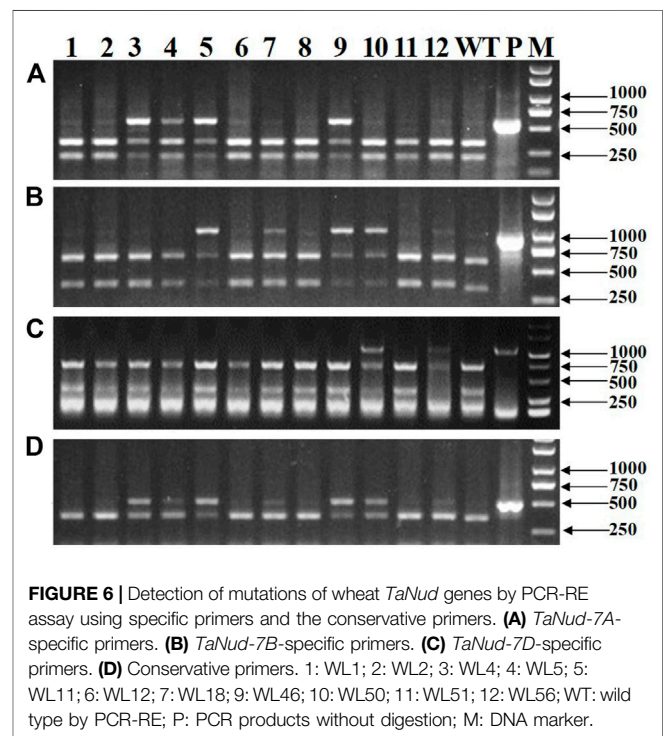 1 2 3 4 5 6 7 8 9 10 11 12 WT P M
A
1000
750
500
250
B
1000
750
500
250
C
1000
750
500
250
D
1000
750
500
250
FIGURE 6 | Detection of mutations of wheat TaNud genes by PCR-RE
assay using specific primers and the conservative primers. (A) TaNud-7A-
specific primers. (B) TaNud-7B-specific primers. (C) TaNud-7D-specific
primers. (D) Conservative primers. 1: WL1; 2: WL2; 3: WL4; 4: WL5; 5:
WL11; 6: WL12; 7: WL18; 9: WL46; 10: WL50; 11: WL51; 12: WL56; WT: wild
type by PCR-RE; P: PCR products without digestion; M: DNA marker.